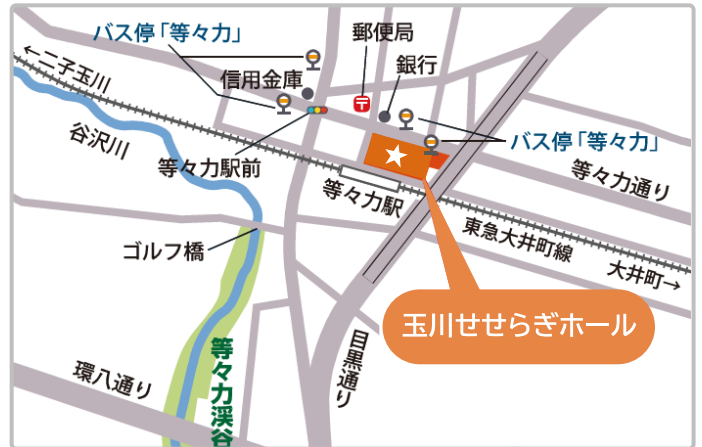 バス停「等々力」
郵便局
←二子玉川
信用金庫
銀行
谷沢川
等々力駅前
バス停「等々力」
等々力駅
等々力通り
東急大井町線
ゴルフ橋
大井町→
玉川せせらぎホール
等々力渓谷
目黒通り
環八通り